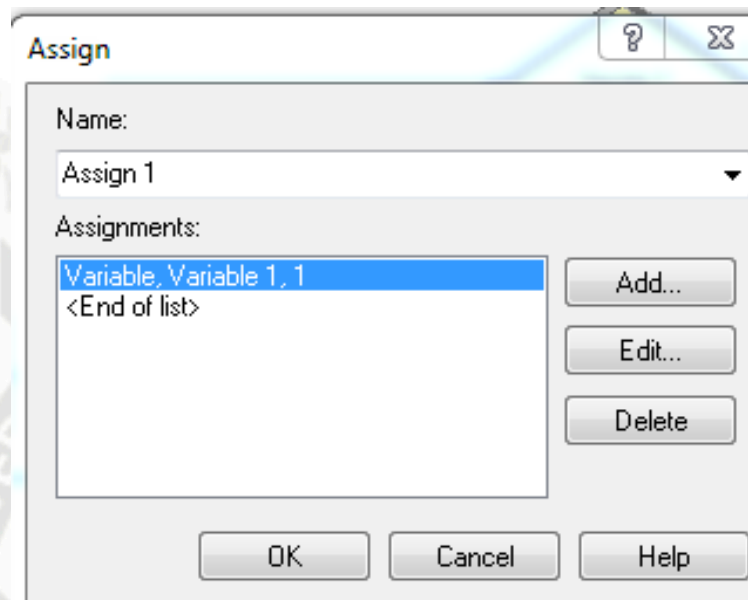 Assign
Name:
Assign 1
Assignments:
Variable, Variable 1, 1
<End of list>
Add...
Edit...
Delete
OK
Cancel
Help